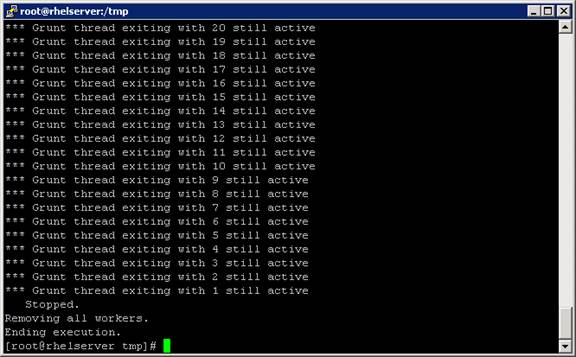 root@rhelserver:/tmp
*** Grunt thread exiting with 20 still active
*** Grunt thread exiting with 19 still active
*** Grunt thread exiting with 18 still active
*** Grunt thread exiting with 17 still active
*** Grunt thread exiting with 16 still active
*** Grunt thread exiting with 15 still active
*** Grunt thread exiting with 14 still active
*** Grunt thread exiting with 13 still active
*** Grunt thread exiting with 12 still active
*** Grunt thread exiting with 11 still active
*** Grunt thread exiting with 10 still active
*** Grunt thread exiting with 9 still active
*** Grunt thread exiting with 8 still active
*** Grunt thread exiting with 7 still active
*** Grunt thread exiting with 6 still active
*** Grunt thread exiting with 5 still active
*** Grunt thread exiting with 4 still active
*** Grunt thread exiting with 3 still active
*** Grunt thread exiting with 2 still active
*** Grunt thread exiting with 1 still active
   Stopped.
Removing all workers.
Ending execution.
[root@rhelserver tmp]#